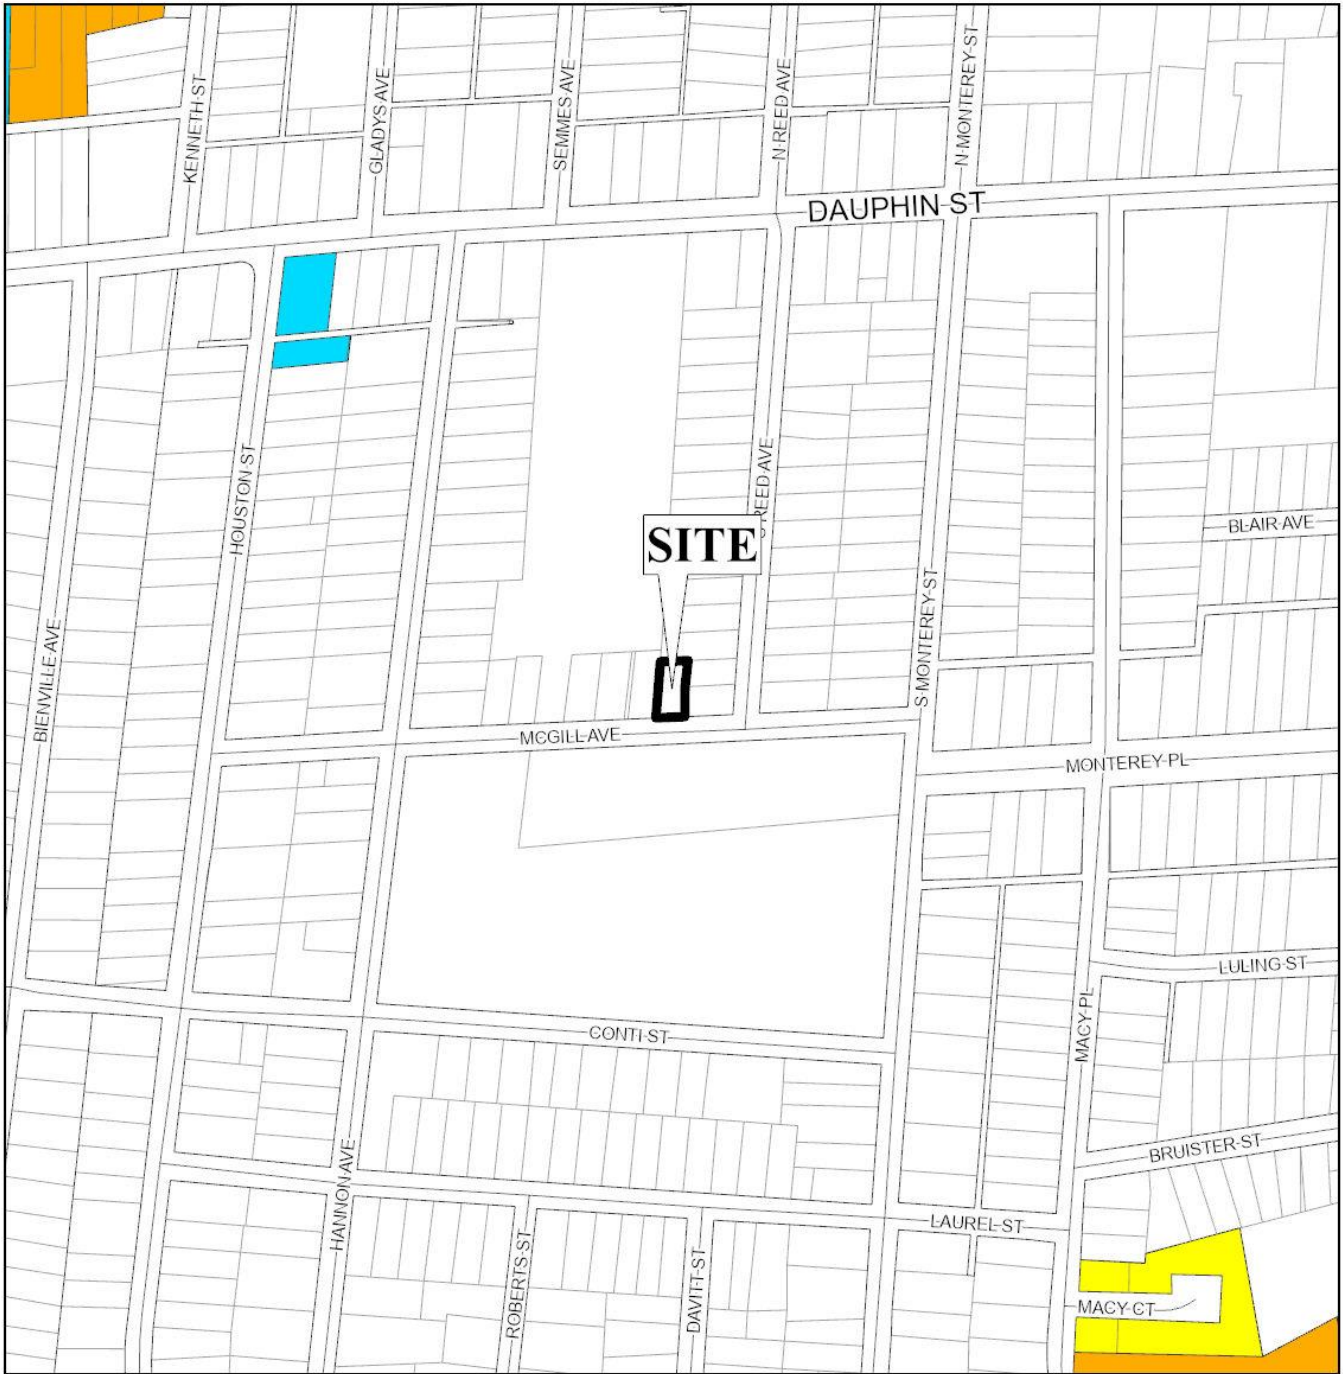 KENNETH ST
GLADYS AVE
SEMMES AVE
N REED AVE
N MONTEREY ST
DAUPHIN ST
HOUSTON ST
S REED AVE
SITE
BLAIR AVE
BIENVILLE AVE
S MONTEREY ST
MCGILL AVE
MONTEREY PL
LULING ST
CONTI ST
MACY PL
BRUISTER ST
HANNON AVE
LAUREL ST
ROBERTS ST
DAVITT ST
MACY CT